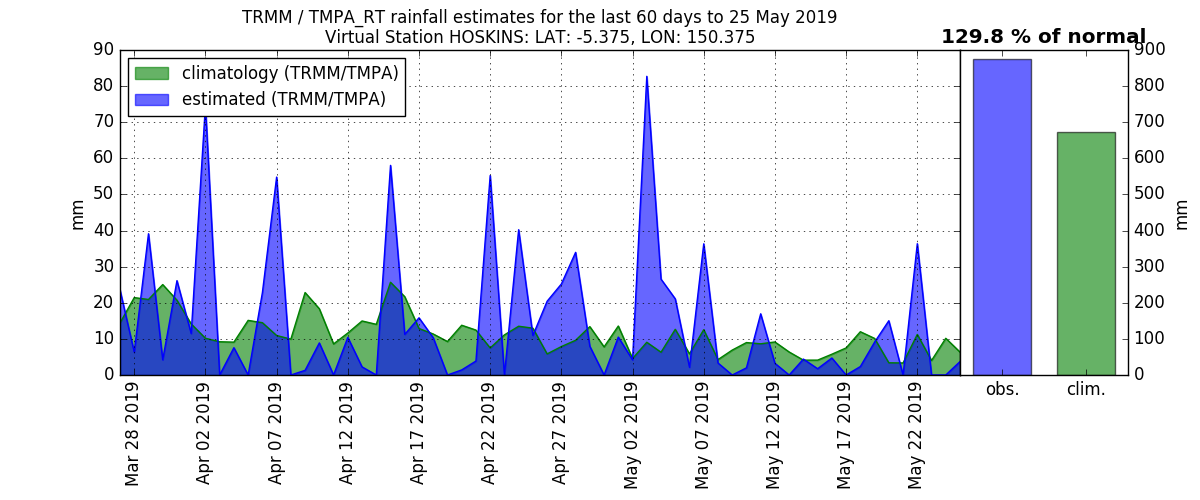 TRMM / TMPA_RT rainfall estimates for the last 60 days to 25 May 2019
Virtual Station HOSKINS: LAT: -5.375, LON: 150.375
129.8 % of normal
climatology (TRMM/TMPA)
estimated (TRMM/TMPA)
90
80
70
60
50
40
30
20
10
0
mm
Mar 28 2019
Apr 02 2019
Apr 07 2019
Apr 12 2019
Apr 17 2019
Apr 22 2019
Apr 27 2019
May 02 2019
May 07 2019
May 12 2019
May 17 2019
May 22 2019
900
800
700
600
500
400
300
200
100
0
mm
obs.
clim.